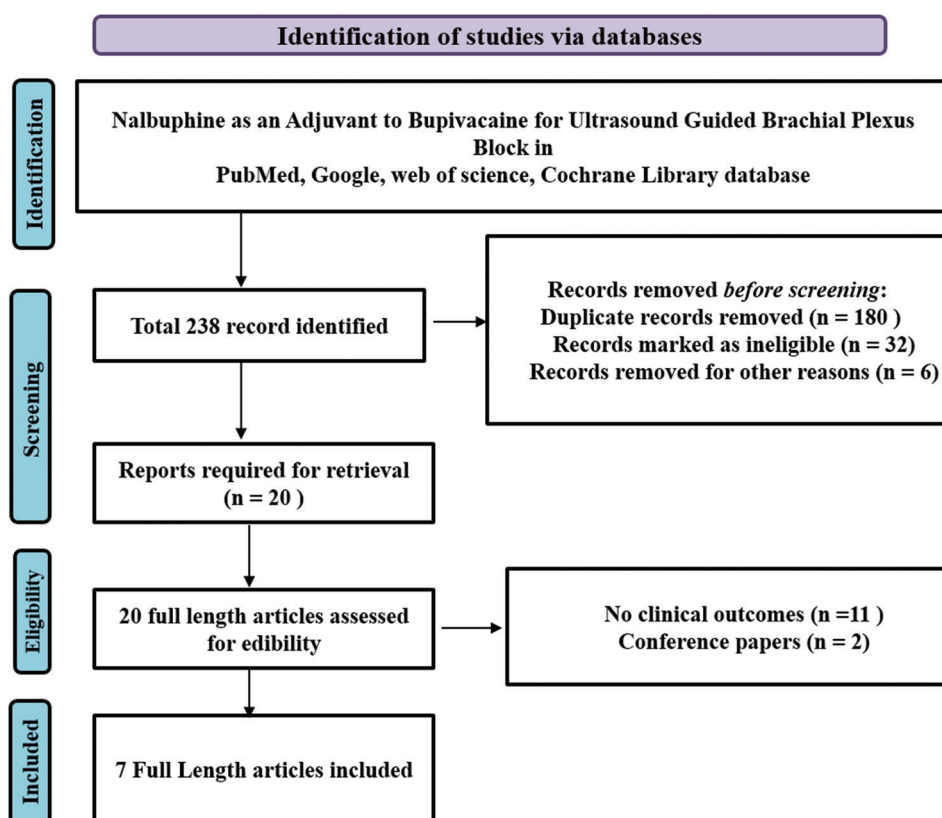 Identification of studies via databases
Identification
Nalbuphine as an Adjuvant to Bupivacaine for Ultrasound Guided Brachial Plexus
Block in
PubMed, Google, web of science, Cochrane Library database
Screening
Total 238 record identified
Records removed before screening:
Duplicate records removed (n = 180 )
Records marked as ineligible (n = 32)
Records removed for other reasons (n = 6)
Reports required for retrieval
(n = 20 )
Eligibility
20 full length articles assessed
for edibility
No clinical outcomes (n =11 )
Conference papers (n = 2)
Included
7 Full Length articles included